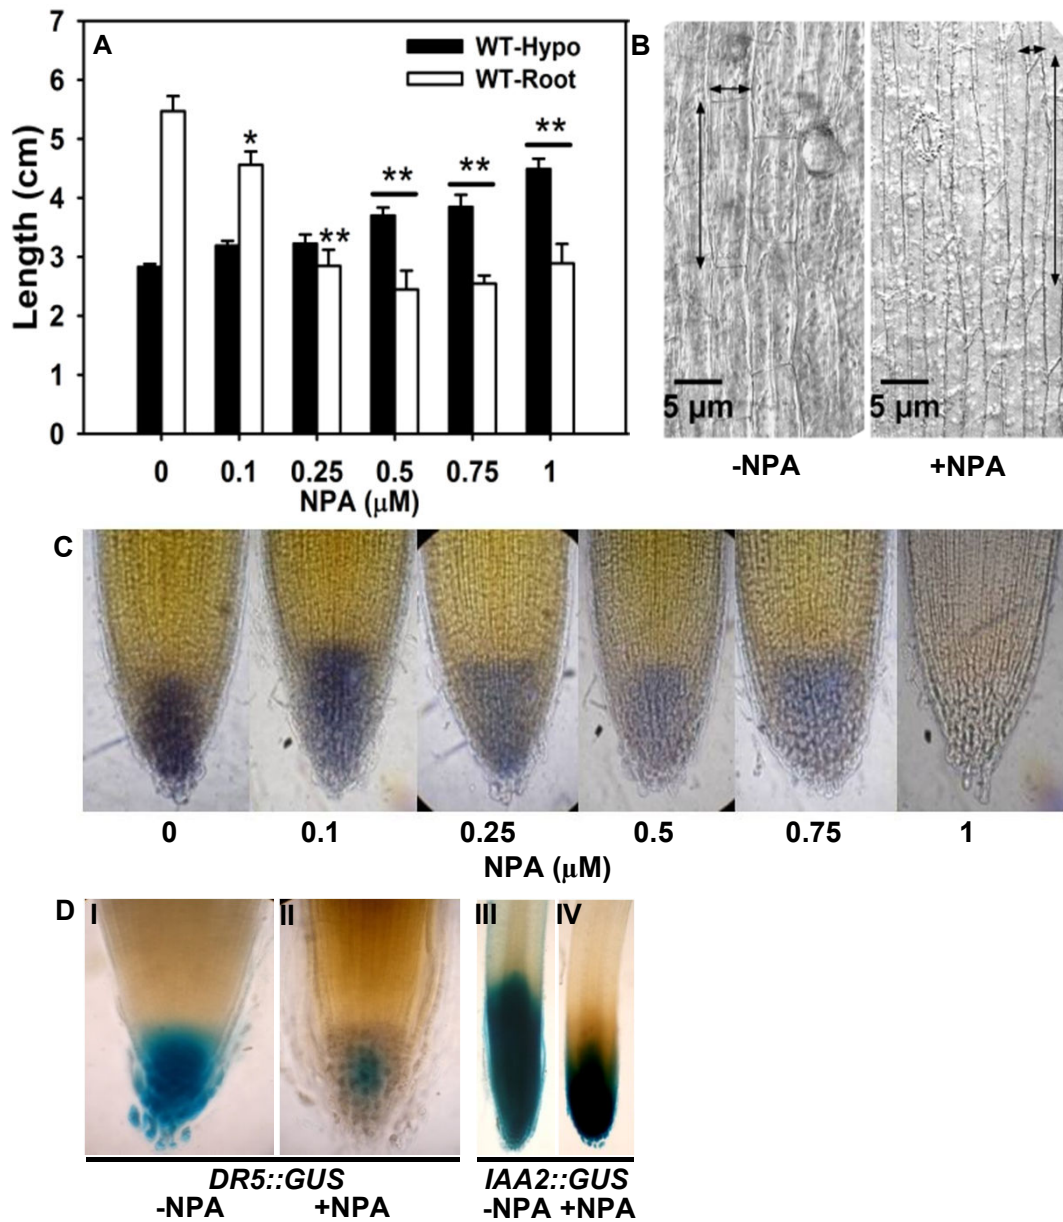 A
B
WT-Hypo
WT-Root
7
6
5
4
3
2
1
0
Length (cm)
*
**
**
**
**
0 0.1 0.25 0.5 0.75 1
NPA (μM)
5 μm
5 μm
-NPA +NPA
C
0 0.1 0.25 0.5 0.75 1
NPA (μM)
D I II III IV
DR5::GUS IAA2::GUS
-NPA +NPA -NPA +NPA